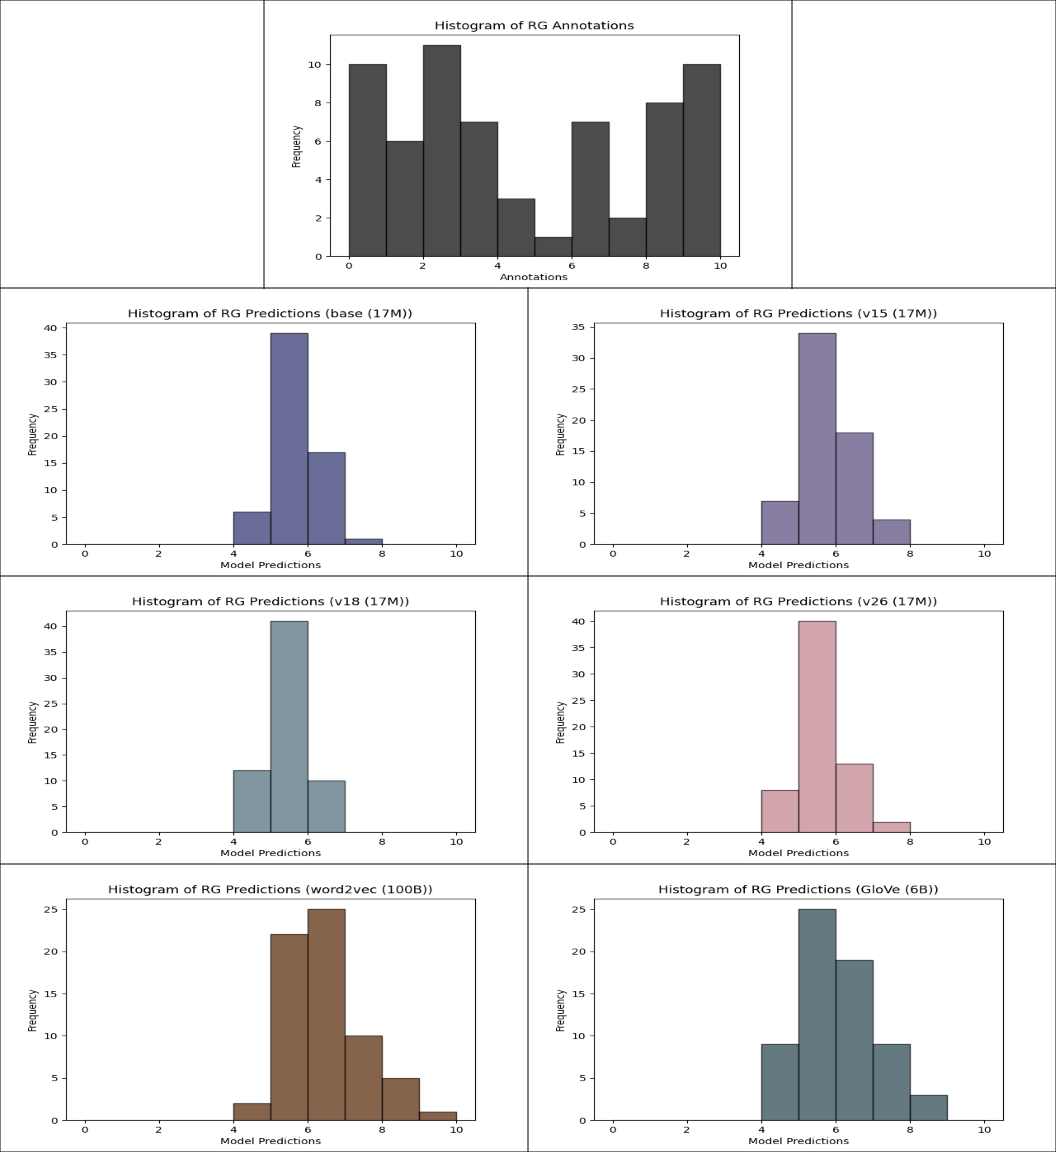 Histogram of RG Annotations
Frequency
10
8
6
4
2
0
0 2 4 6 8 10
Annotations
Histogram of RG Predictions (base (17M))
Frequency
40
35
30
25
20
15
10
5
0
0 2 4 6 8 10
Model Predictions
Histogram of RG Predictions (v15 (17M))
Frequency
35
30
25
20
15
10
5
0
0 2 4 6 8 10
Model Predictions
Histogram of RG Predictions (v18 (17M))
Frequency
40
35
30
25
20
15
10
5
0
0 2 4 6 8 10
Model Predictions
Histogram of RG Predictions (v26 (17M))
Frequency
40
35
30
25
20
15
10
5
0
0 2 4 6 8 10
Model Predictions
Histogram of RG Predictions (word2vec (100B))
Frequency
25
20
15
10
5
0
0 2 4 6 8 10
Model Predictions
Histogram of RG Predictions (GloVe (6B))
Frequency
25
20
15
10
5
0
0 2 4 6 8 10
Model Predictions